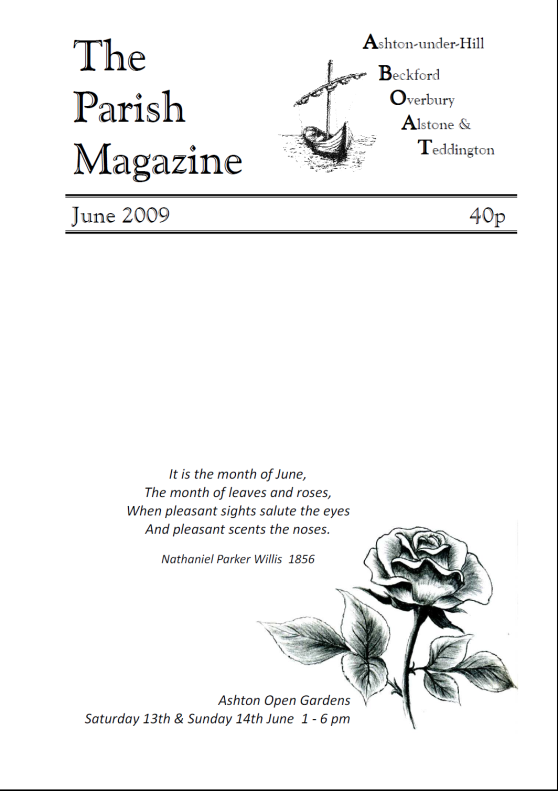 The
Parish
Magazine
Ashton-under-Hill
Beckford
Overbury
Alstone &
Teddington
June 2009 40p
It is the month of June,
The month of leaves and roses,
When pleasant sights salute the eyes
And pleasant scents the noses.
Nathaniel Parker Willis 1856
Ashton Open Gardens
Saturday 13th & Sunday 14th June 1 - 6 pm